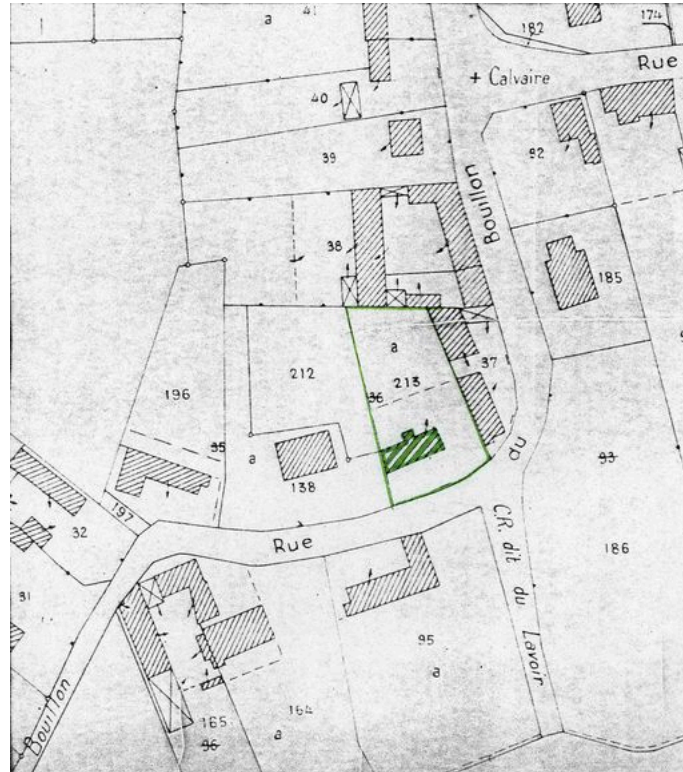 a
41
182
174
Rue
+ Calvaire
40
39
92
Bouillon
38
185
a
37
212
213
36
196
35
a
93
138
du
197
32
Rue
C.R. dit du Lavoir
186
31
95
a
Bouillon
164
165
a
96